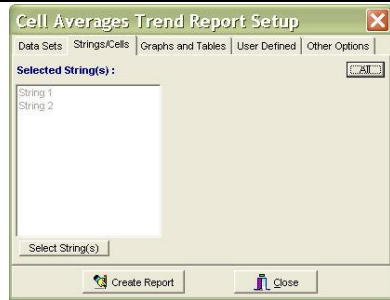 Cell Averages Trend Report Setup
Data Sets Strings/Cells Graphs and Tables User Defined Other Options
Selected String(s) : All
String 1
String 2
Select String(s)
Create Report Close